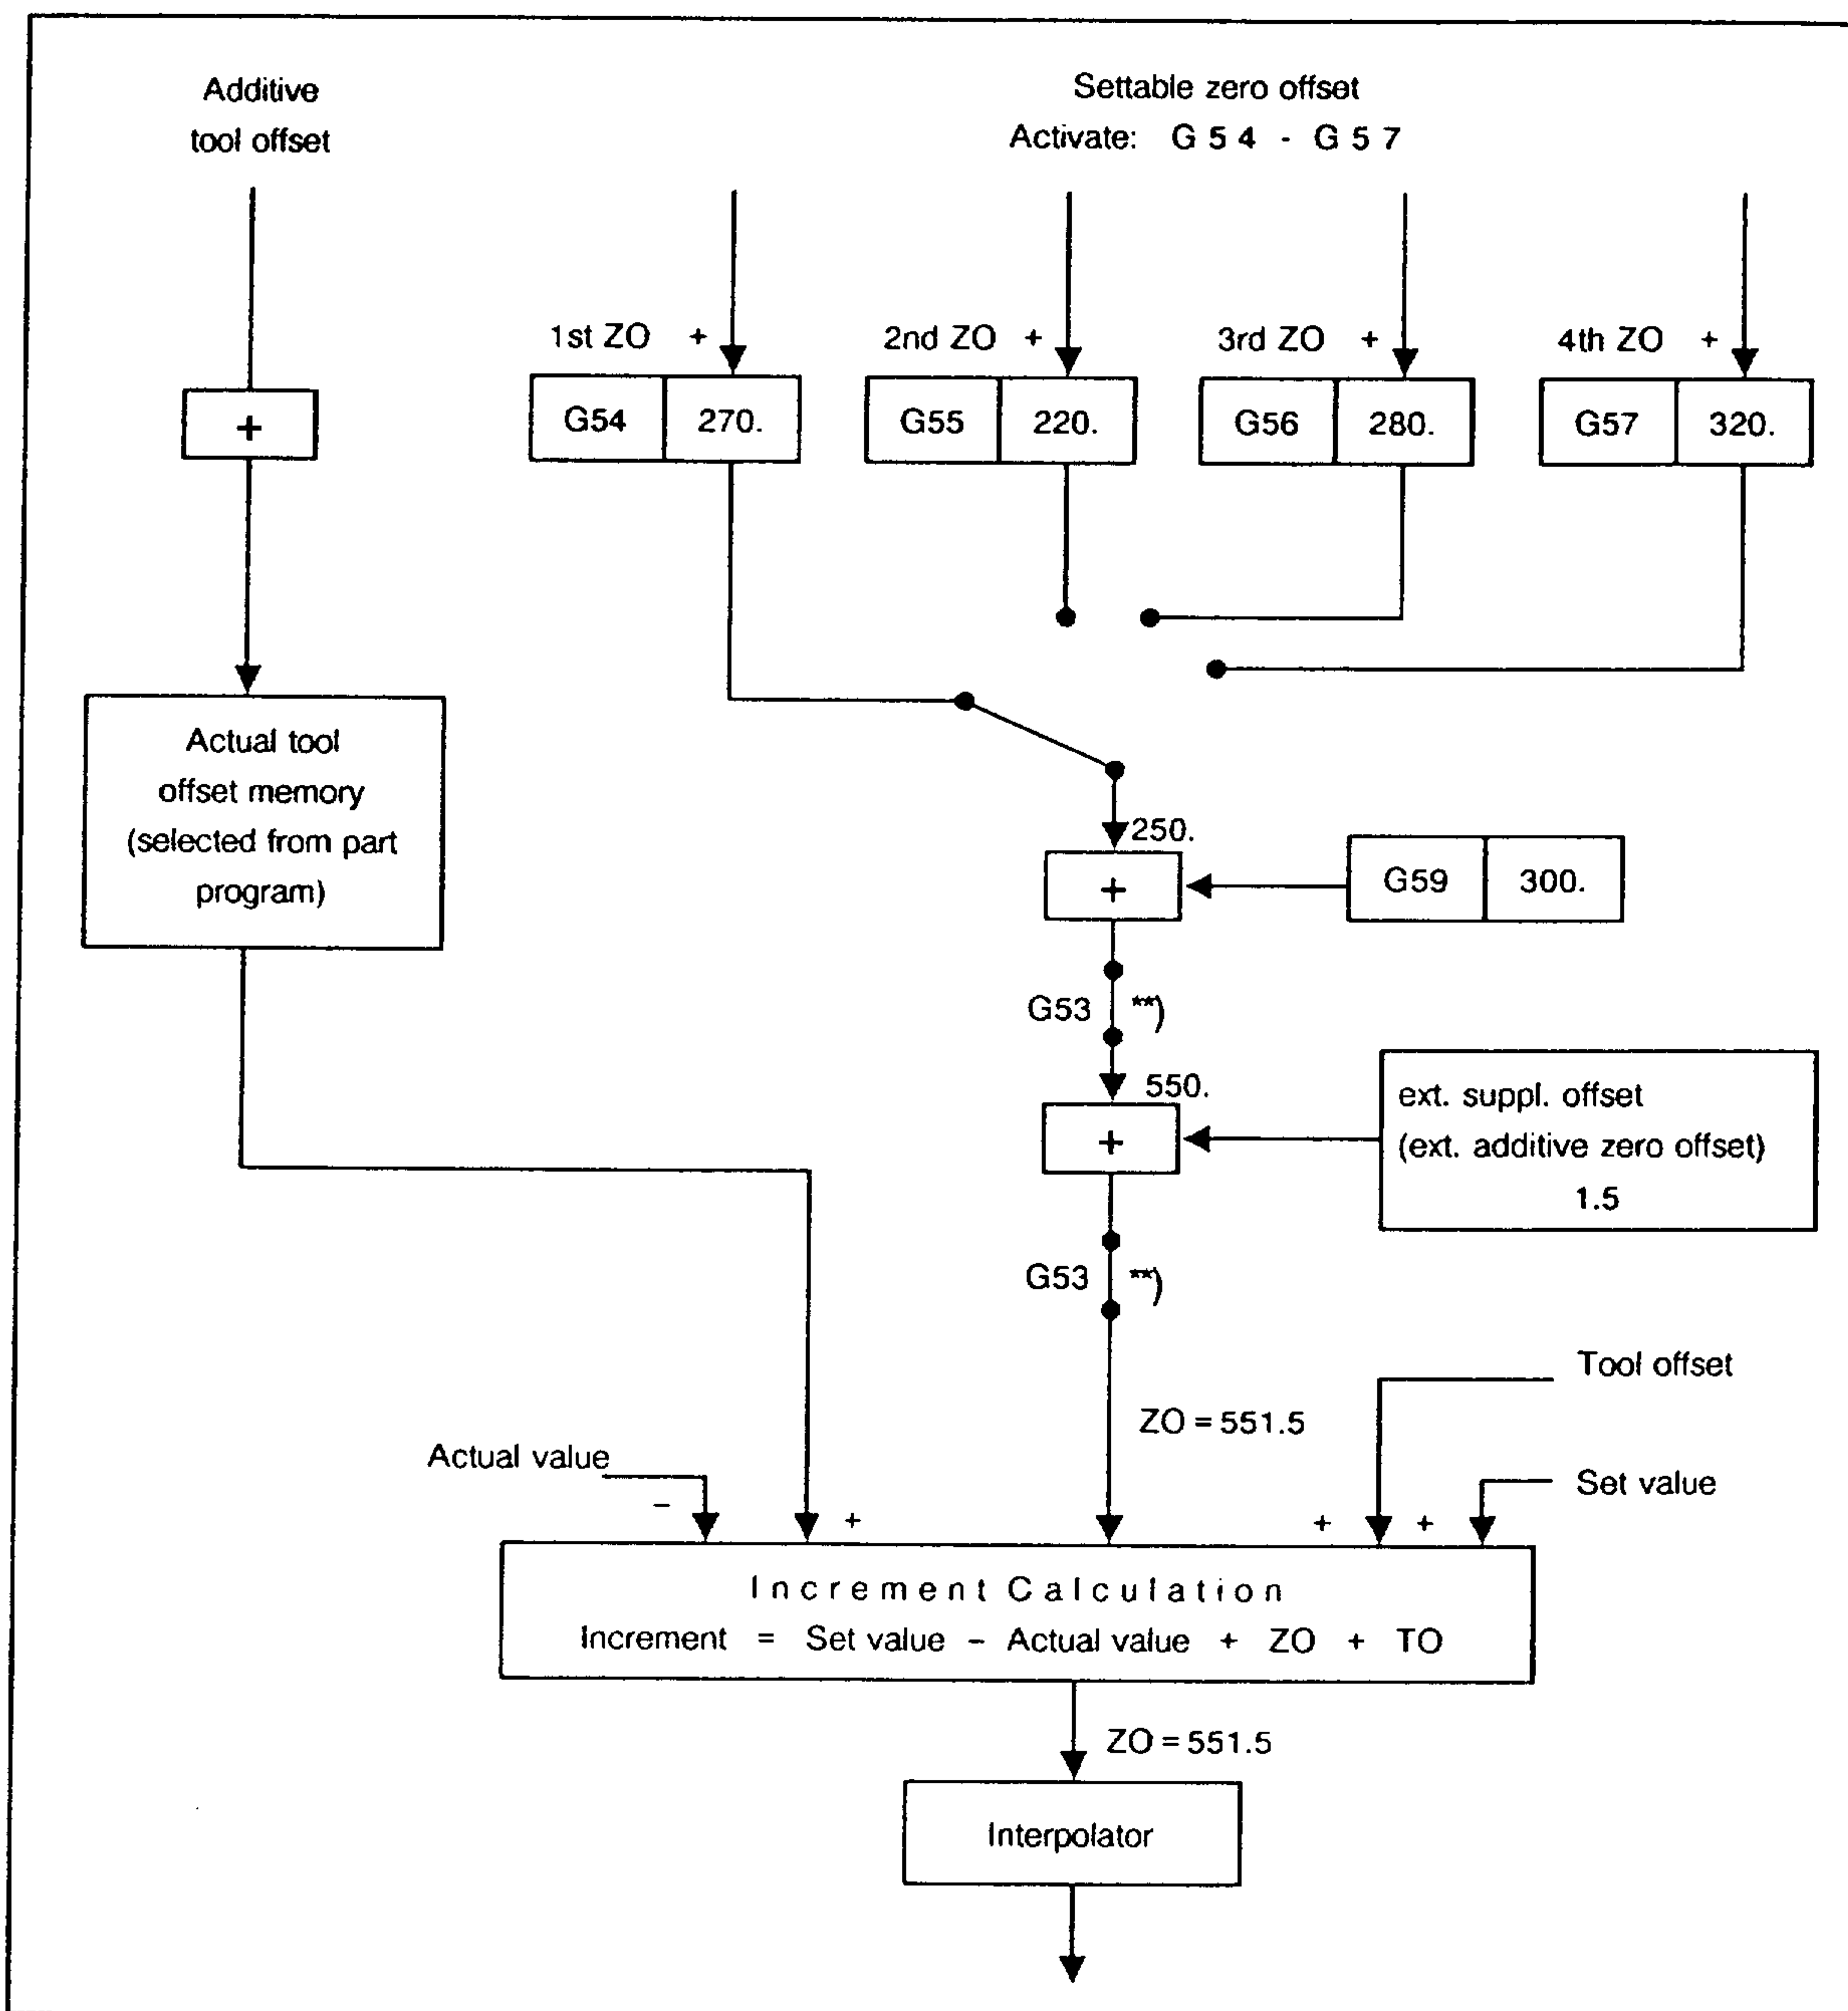 Additive
tool offset
Settable zero offset
Activate: G 5 4 - G 5 7
1st ZO +
2nd ZO +
3rd ZO +
4th ZO +
G54 270.
G55 220.
G56 280.
G57 320.
+
Actual tool
offset memory
(selected from part
program)
250.
+
G59 300.
G53 **)
550.
+
ext. suppl. offset
(ext. additive zero offset)
1.5
G53 **)
Tool offset
ZO = 551.5
Actual value
Set value
–
+
+
+
Increment Calculation
Increment = Set value – Actual value + ZO + TO
ZO = 551.5
Interpolator